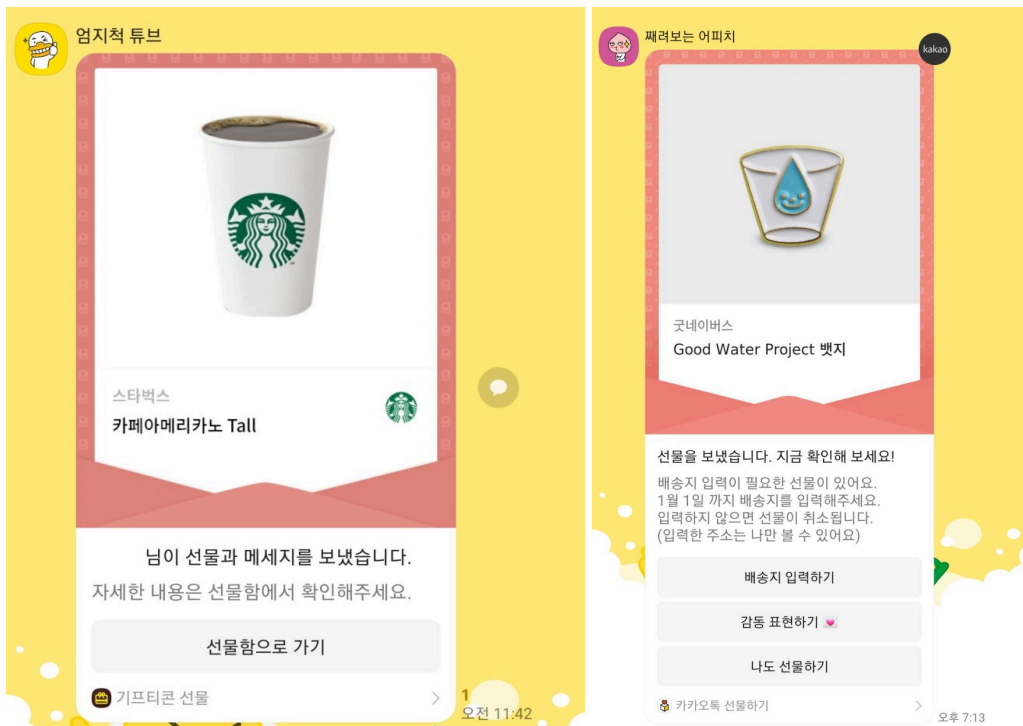 엄지척 튜브
스타벅스
카페아메리카노 Tall
님이 선물과 메세지를 보냈습니다.
자세한 내용은 선물함에서 확인해주세요.
선물함으로 가기
기프티콘 선물
1
오전 11:42
째려보는 어피치
kakao
굿네이버스
Good Water Project 뱃지
선물을 보냈습니다. 지금 확인해 보세요!
배송지 입력이 필요한 선물이 있어요.
1월 1일 까지 배송지를 입력해주세요.
입력하지 않으면 선물이 취소됩니다.
(입력한 주소는 나만 볼 수 있어요)
배송지 입력하기
감동 표현하기 💌
나도 선물하기
카카오톡 선물하기
오후 7:13